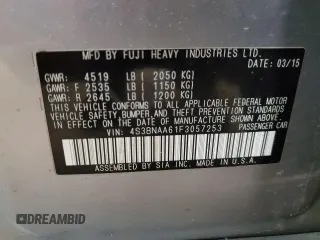 MFD BY FUJI HEAVY INDUSTRIES LTD.
DATE: 03/15
GVWR: 4519 LB ( 2050 KG)
GAWR: F 2535 LB ( 1150 KG)
GAWR: R 2645 LB ( 1200 KG)
THIS VEHICLE CONFORMS TO ALL APPLICABLE FEDERAL MOTOR
VEHICLE SAFETY, BUMPER, AND THEFT PREVENTION STANDARDS
IN EFFECT ON THE DATE OF MANUFACTURE SHOWN ABOVE.
VIN: 4S3BNAA61F3057253 PASSENGER CAR
ASSEMBLED BY SIA INC. MADE IN U.S.A.